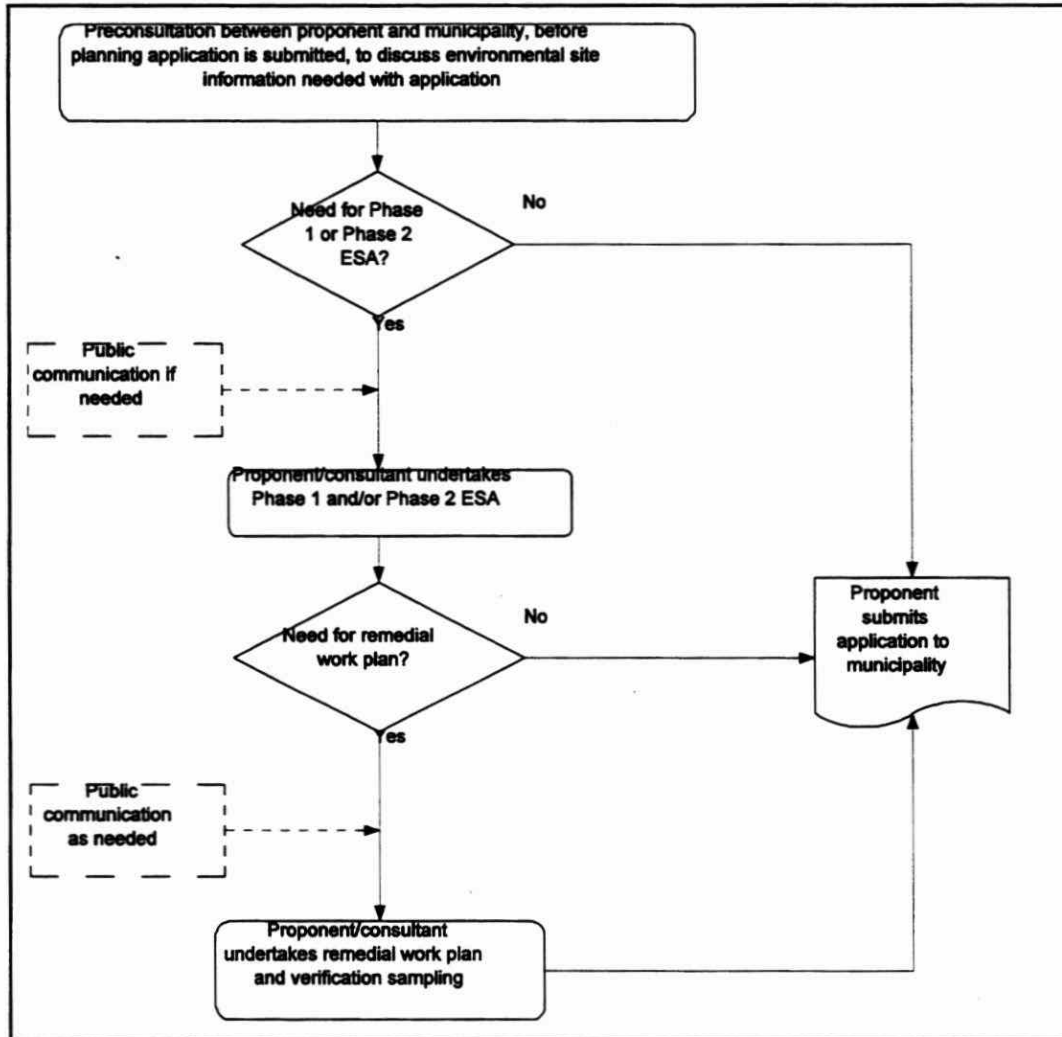 Preconsultation between proponent and municipality, before
planning application is submitted, to discuss environmental site
information needed with application
Need for Phase
1 or Phase 2
ESA?
No
Yes
Public
communication if
needed
Proponent/consultant undertakes
Phase 1 and/or Phase 2 ESA
Need for remedial
work plan?
No
Proponent
submits
application to
municipality
Yes
Public
communication
as needed
Proponent/consultant
undertakes remedial work plan
and verification sampling